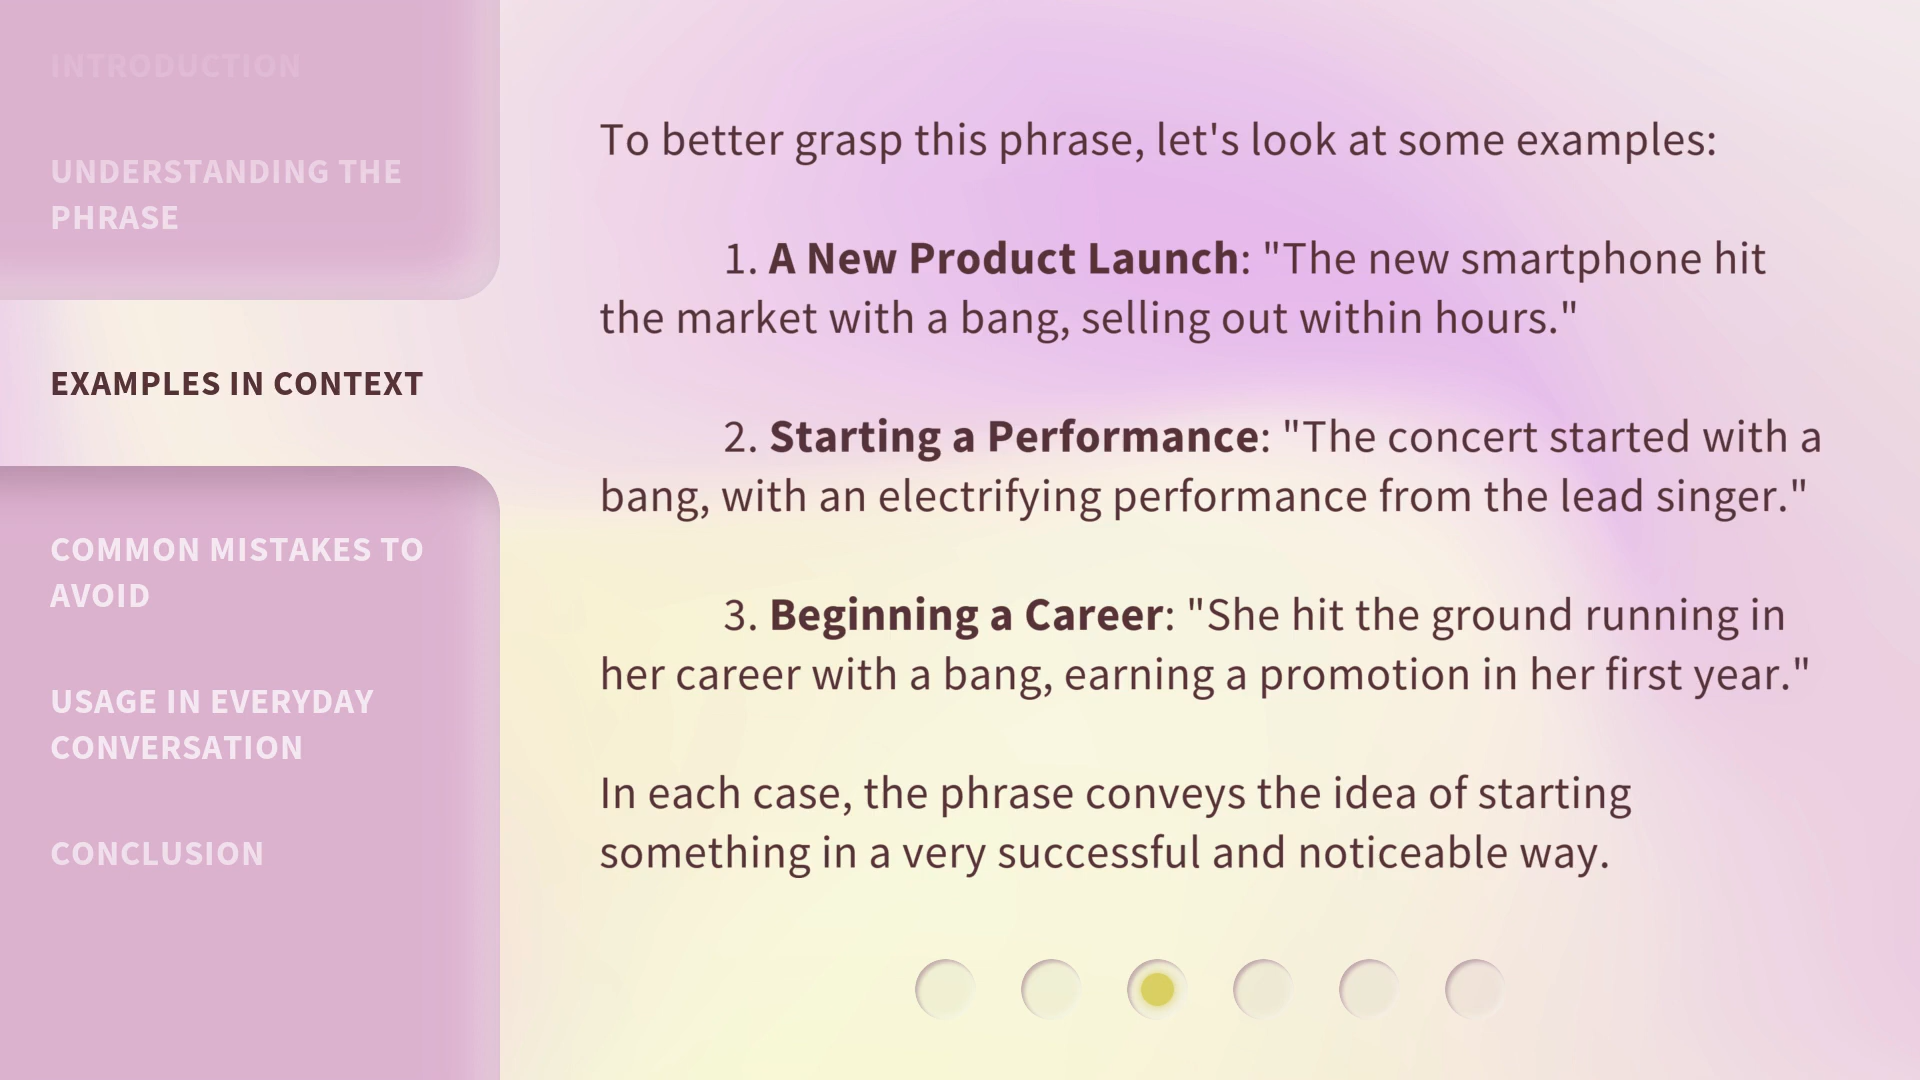 INTRODUCTION
UNDERSTANDING THE
PHRASE
EXAMPLES IN CONTEXT
COMMON MISTAKES TO
AVOID
USAGE IN EVERYDAY
CONVERSATION
CONCLUSION
To better grasp this phrase, let's look at some examples:
1. A New Product Launch: "The new smartphone hit
the market with a bang, selling out within hours."
2. Starting a Performance: "The concert started with a
bang, with an electrifying performance from the lead singer."
3. Beginning a Career: "She hit the ground running in
her career with a bang, earning a promotion in her first year."
In each case, the phrase conveys the idea of starting
something in a very successful and noticeable way.